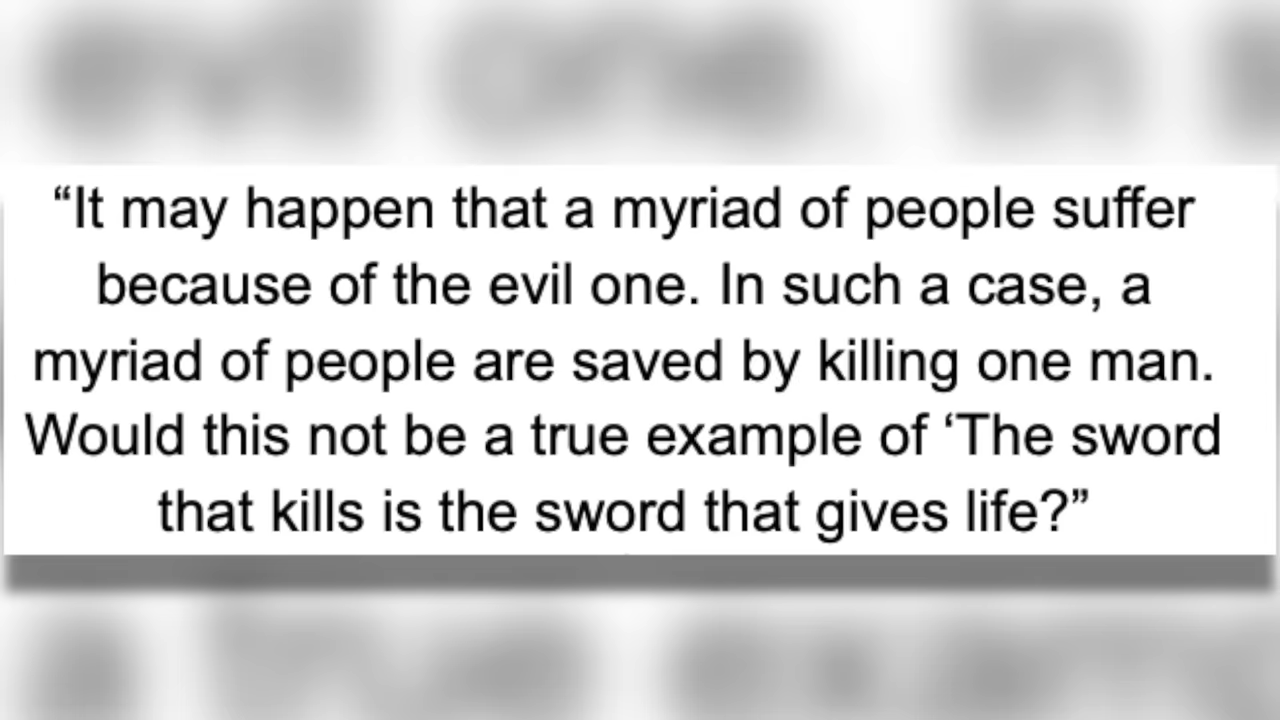 “It may happen that a myriad of people suffer
because of the evil one. In such a case, a
myriad of people are saved by killing one man.
Would this not be a true example of ‘The sword
that kills is the sword that gives life?”